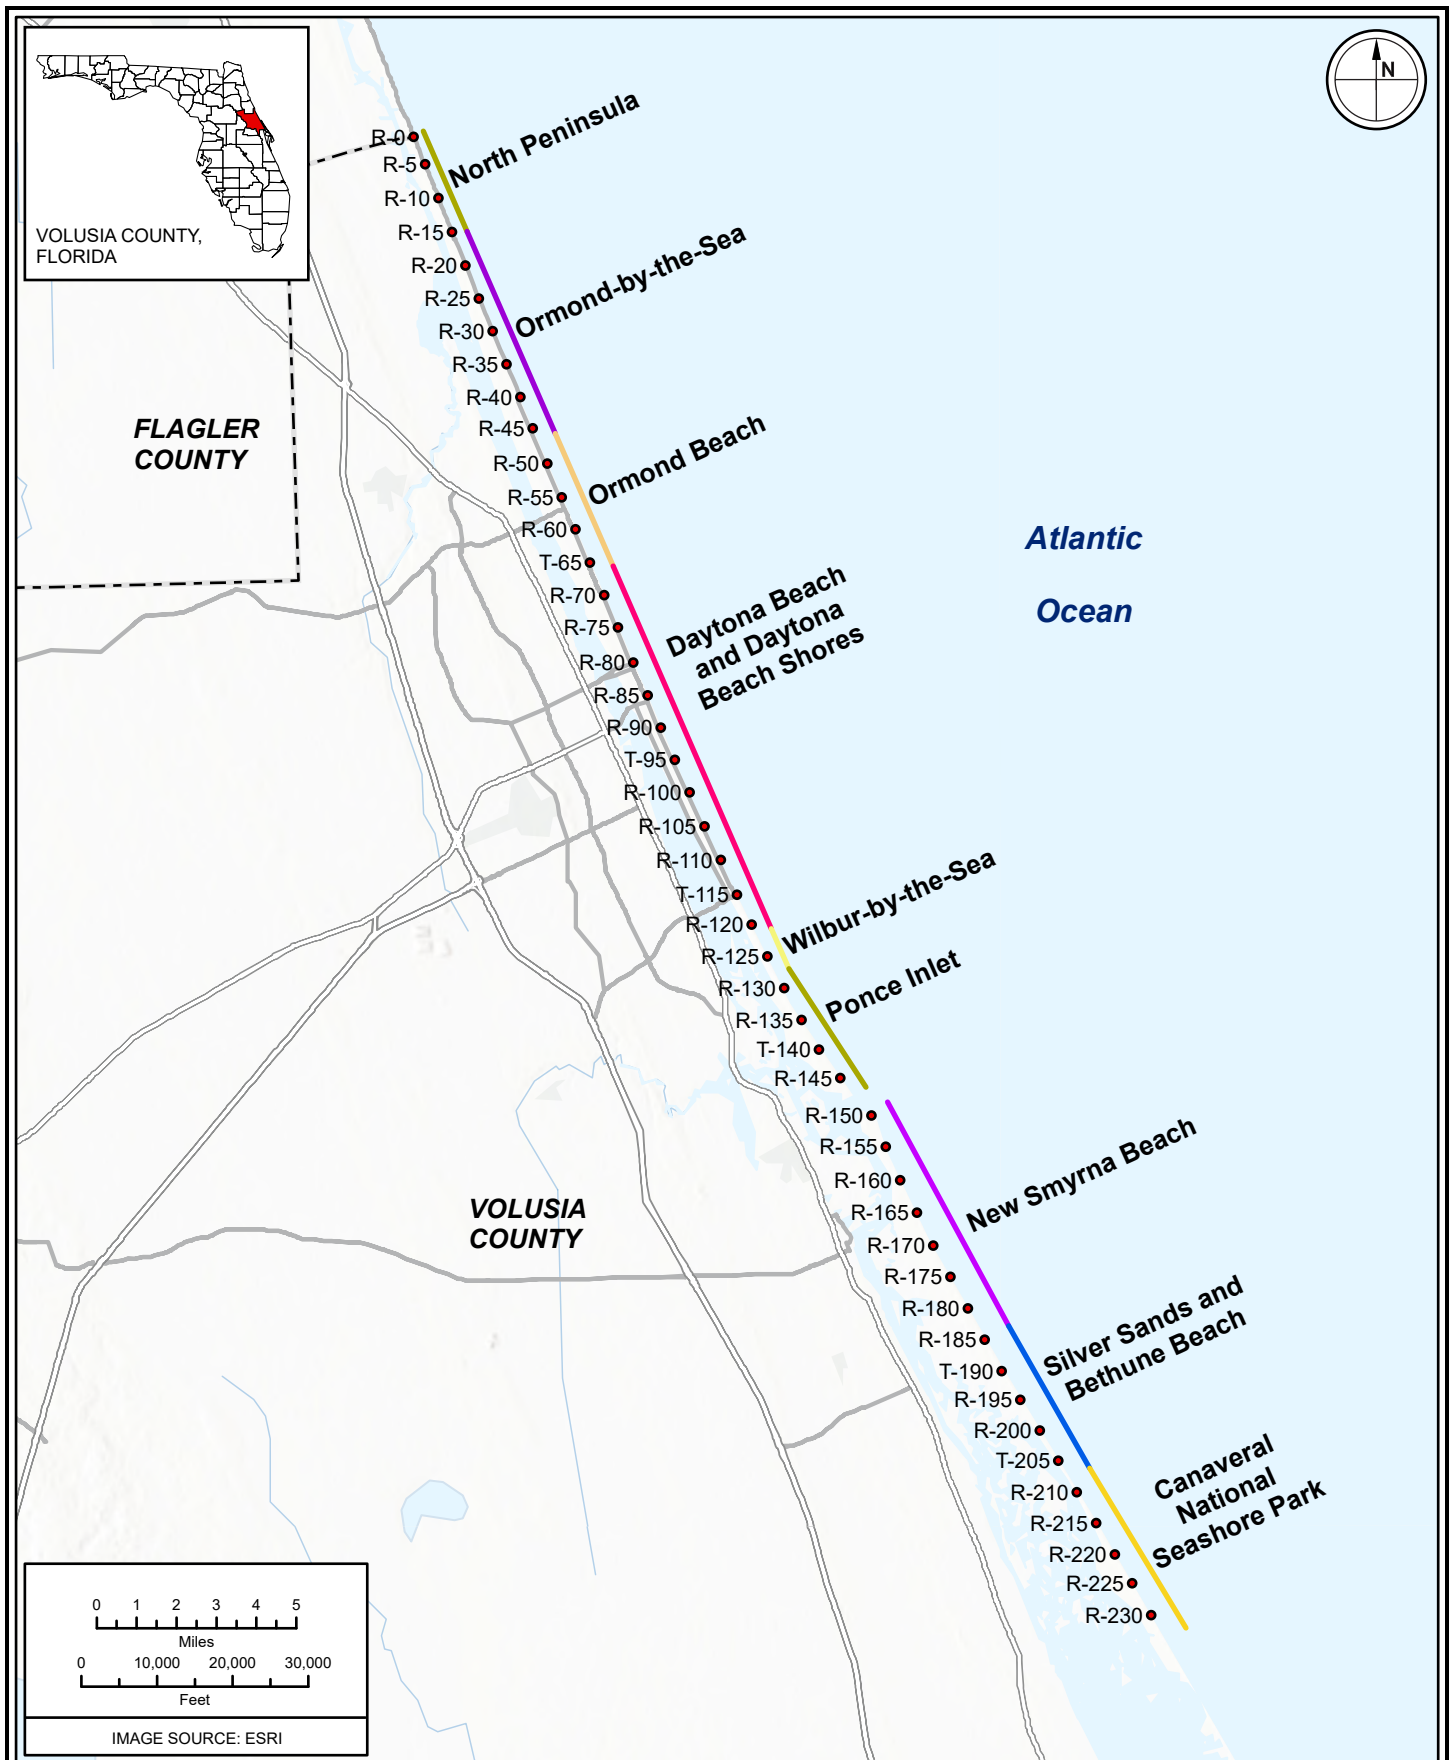 VOLUSIA COUNTY,
FLORIDA
N
R-0
North Peninsula
R-5
R-10
R-15
Ormond-by-the-Sea
R-20
R-25
R-30
R-35
R-40
FLAGLER
COUNTY
R-45
Ormond Beach
R-50
R-55
R-60
Atlantic
Ocean
T-65
R-70
R-75
Daytona Beach
and Daytona
Beach Shores
R-80
R-85
R-90
T-95
R-100
R-105
R-110
T-115
Wilbur-by-the-Sea
R-120
R-125
Ponce Inlet
R-130
R-135
T-140
R-145
R-150
R-155
New Smyrna Beach
R-160
R-165
VOLUSIA
COUNTY
R-170
R-175
R-180
Silver Sands and
Bethune Beach
R-185
T-190
R-195
R-200
T-205
Canaveral
National
Seashore Park
R-210
R-215
R-220
R-225
R-230
0 1 2 3 4 5
Miles
0 10,000 20,000 30,000
Feet
IMAGE SOURCE: ESRI